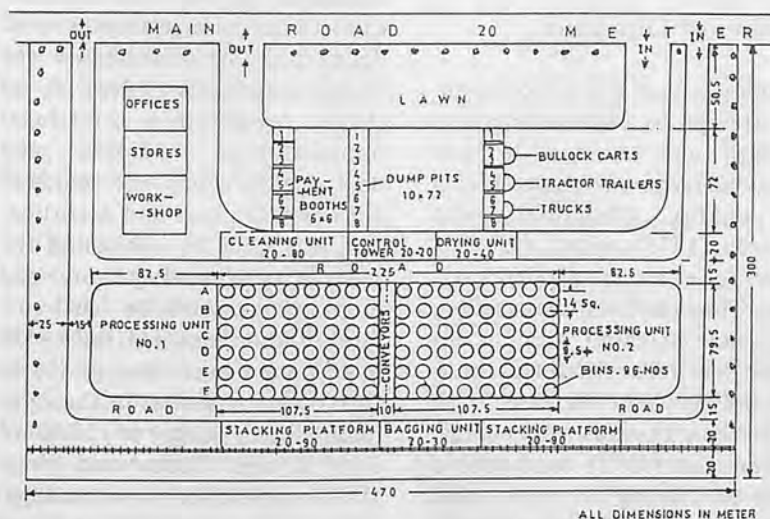 OUT
OUT
IN
IN
MAIN ROAD 20 METER
OFFICES
LAWN
50.5
STORES
1
2
3
4
5
6
7
8
1
2
3
4
5
6
7
8
1
2
3
4
5
6
7
8
BULLOCK CARTS
PAY-
MENT
BOOTHS
6×6
DUMP PITS
10×72
TRACTOR TRAILERS
TRUCKS
WORK-
-SHOP
72
CLEANING UNIT
20-80
CONTROL
TOWER 20-20
DRYING UNIT
20-40
15+20
300
82.5
ROAD
225
82.5
A
B
C
D
E
F
CONVEYORS
14 Sq.
25
15
PROCESSING UNIT
NO.1
PROCESSING UNIT
NO.2
8.5
BINS. 96-NOS
79.5
ROAD
107.5
10
107.5
ROAD
15
STACKING PLATFORM
20-90
BAGGING UNIT
20-30
STACKING PLATFORM
20-90
20
20
470
ALL DIMENSIONS IN METER